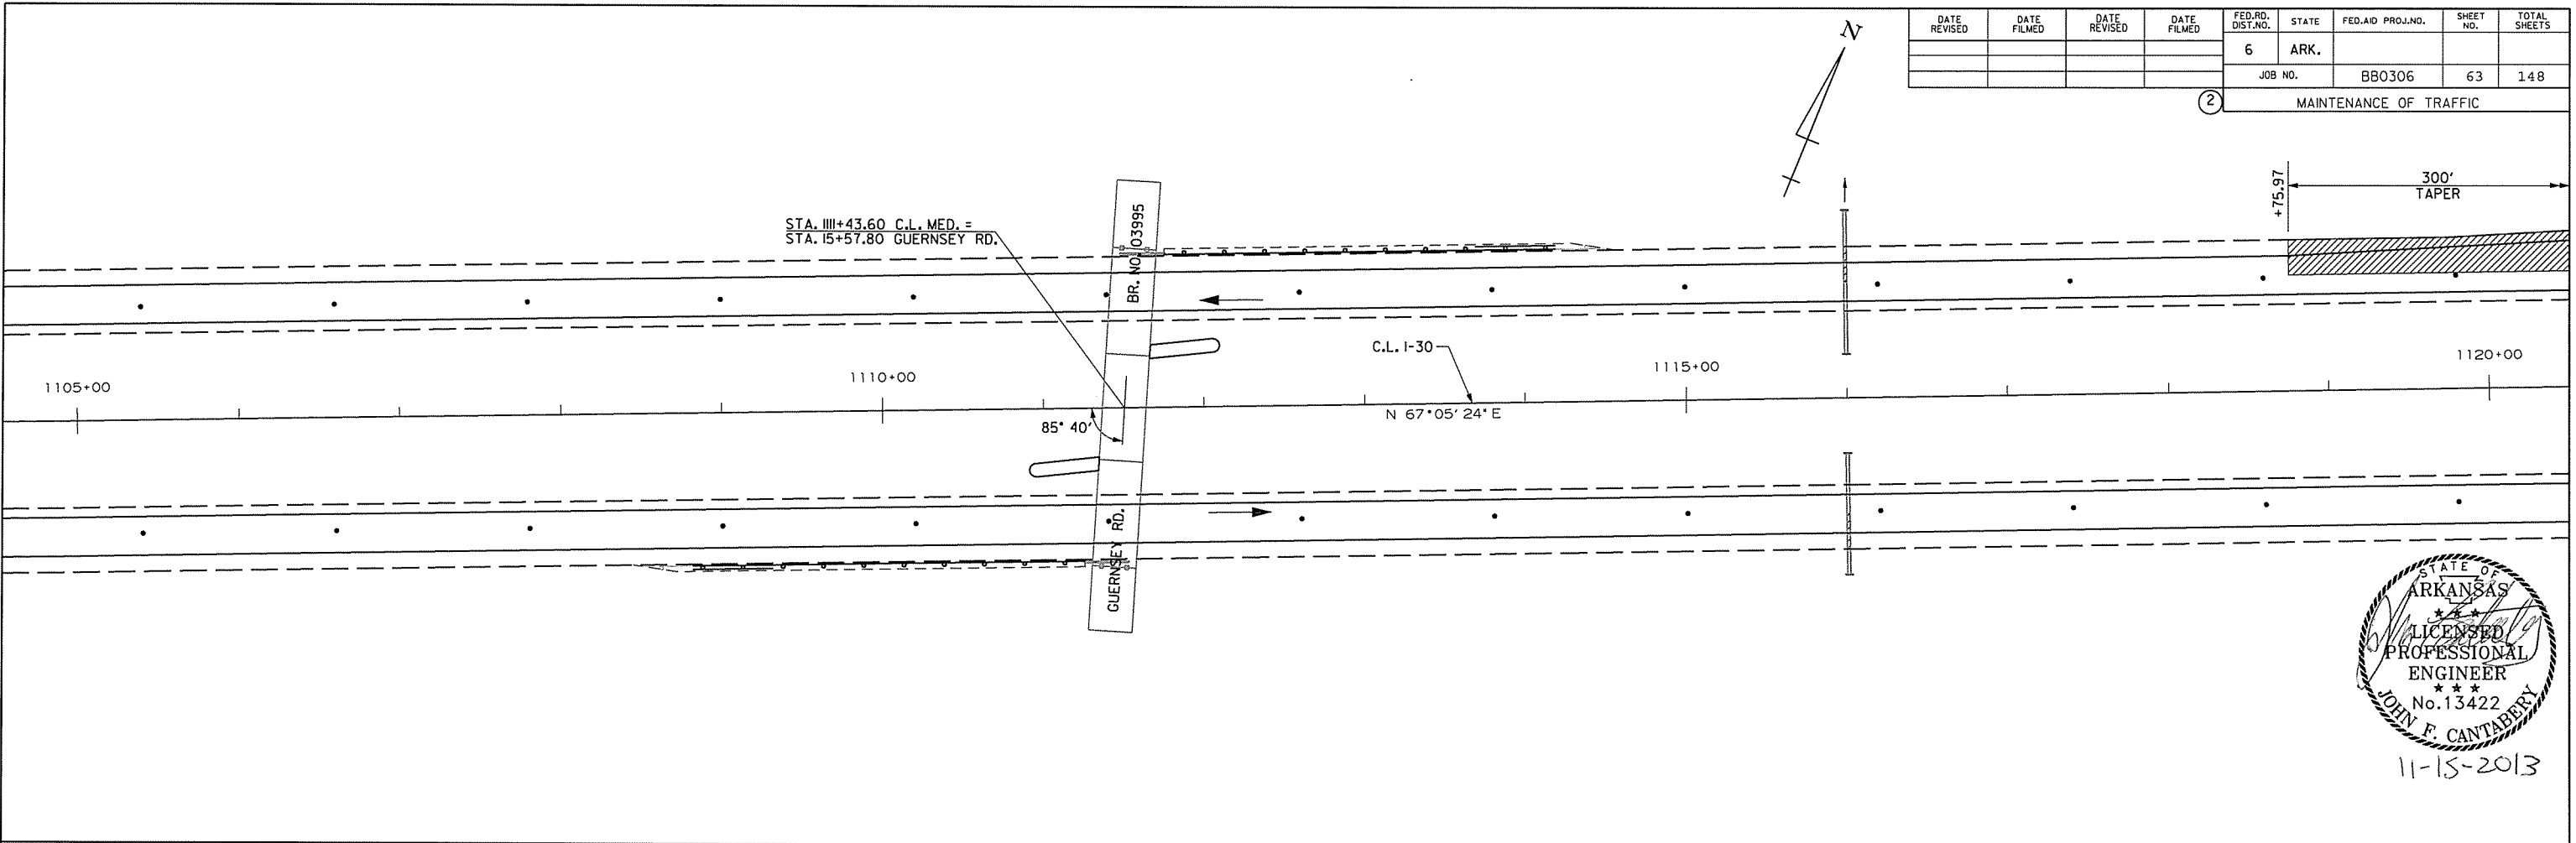 DATE REVISED
DATE FILMED
DATE REVISED
DATE FILMED
FED.RD. DIST.NO.
STATE
FED.AID PROJ.NO.
SHEET NO.
TOTAL SHEETS
6
ARK.
JOB NO.
BB0306
63
148
2
MAINTENANCE OF TRAFFIC
N
+75.97
300'
TAPER
STA. 1111+43.60 C.L. MED. =
STA. 15+57.80 GUERNSEY RD.
BR. NO. 03995
C.L. I-30
1105+00
1110+00
1115+00
1120+00
N 67°05'24" E
85° 40'
GUERNSEY RD.
STATE OF
ARKANSAS
★ ★ ★
LICENSED
PROFESSIONAL
ENGINEER
★ ★ ★
No.13422
JOHN F. CANTABERY
11-15-2013